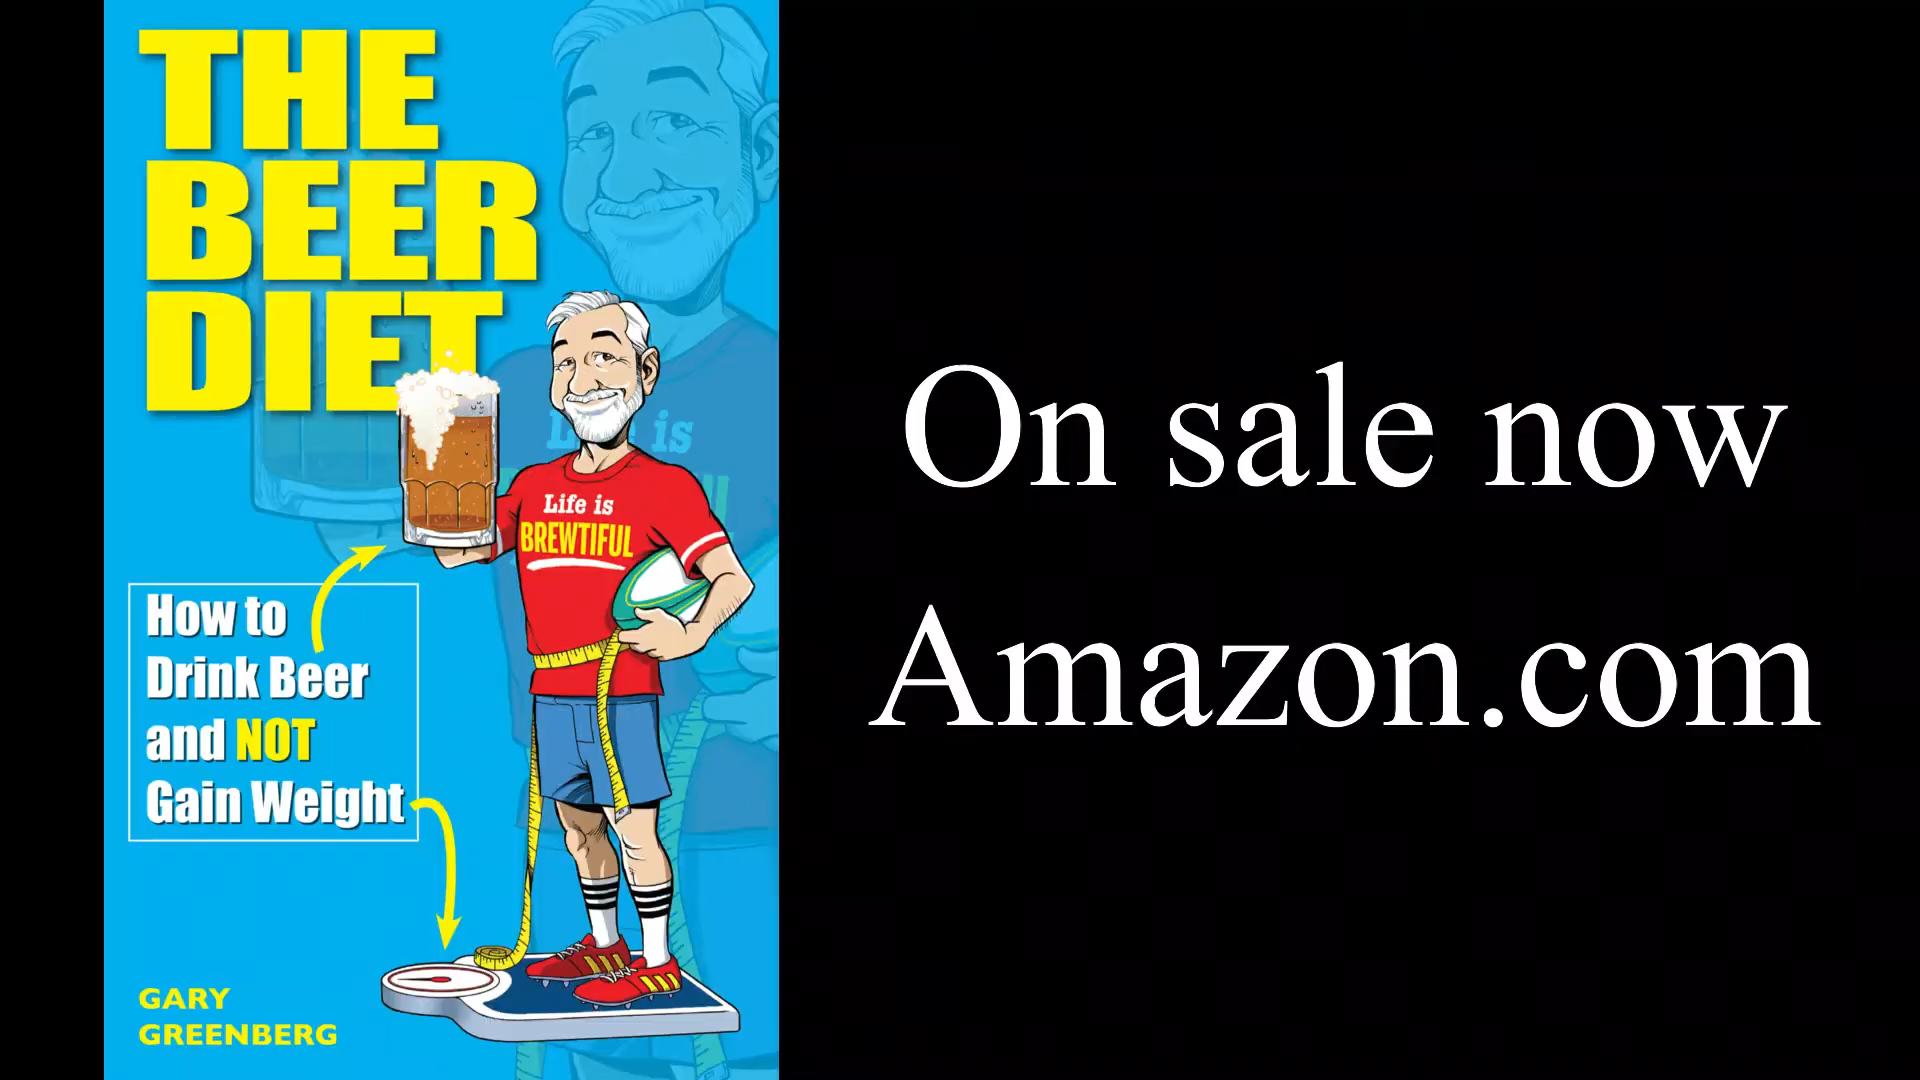 THE
BEER
DIET
Life is
BREWTIFUL
How to
Drink Beer
and NOT
Gain Weight
GARY
GREENBERG
On sale now
Amazon.com